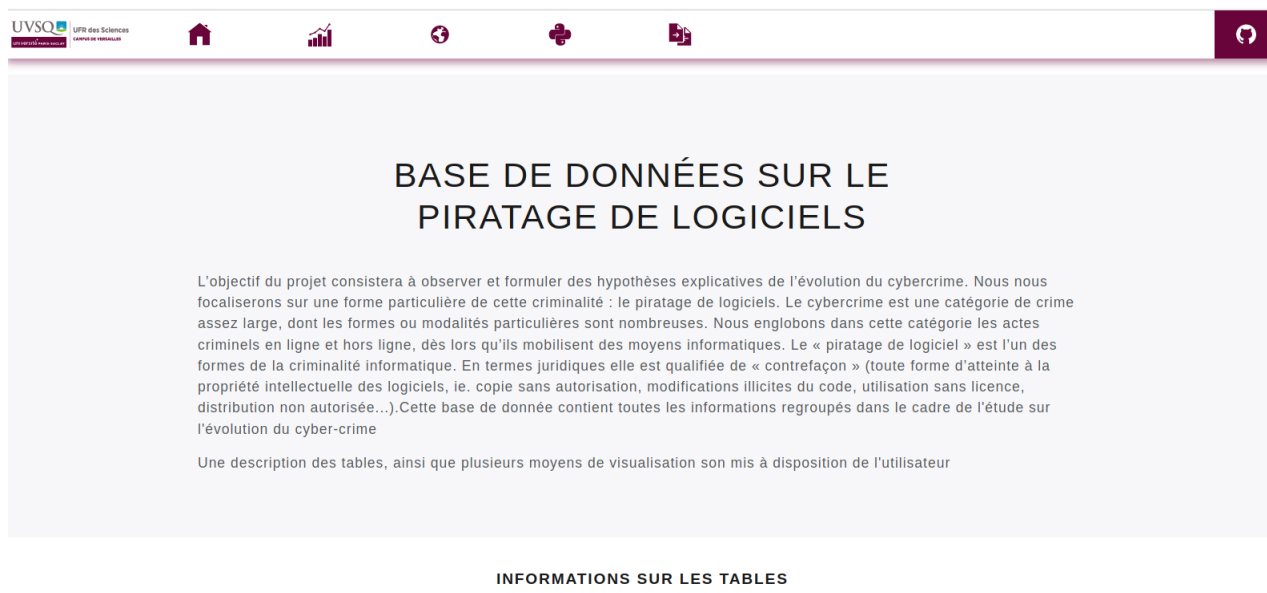 UVSQ UFR des Sciences
université PARIS-SACLAY CAMPUS DE VERSAILLES
BASE DE DONNÉES SUR LE
PIRATAGE DE LOGICIELS
L’objectif du projet consistera à observer et formuler des hypothèses explicatives de l’évolution du cybercrime. Nous nous
focaliserons sur une forme particulière de cette criminalité : le piratage de logiciels. Le cybercrime est une catégorie de crime
assez large, dont les formes ou modalités particulières sont nombreuses. Nous englobons dans cette catégorie les actes
criminels en ligne et hors ligne, dès lors qu’ils mobilisent des moyens informatiques. Le « piratage de logiciel » est l’un des
formes de la criminalité informatique. En termes juridiques elle est qualifiée de « contrefaçon » (toute forme d’atteinte à la
propriété intellectuelle des logiciels, ie. copie sans autorisation, modifications illicites du code, utilisation sans licence,
distribution non autorisée...).Cette base de donnée contient toutes les informations regroupés dans le cadre de l'étude sur
l'évolution du cyber-crime
Une description des tables, ainsi que plusieurs moyens de visualisation son mis à disposition de l'utilisateur
INFORMATIONS SUR LES TABLES